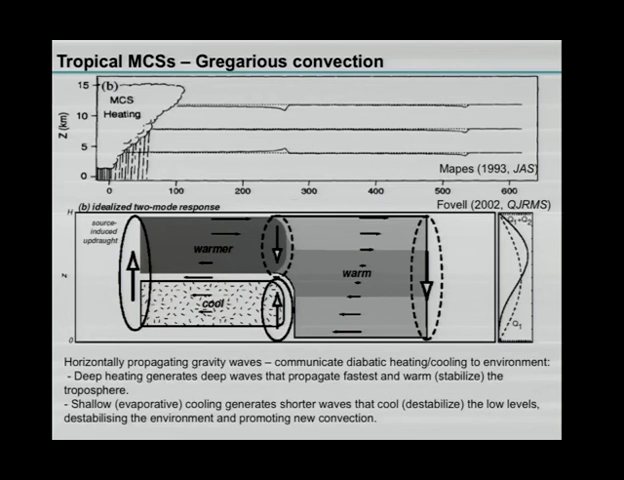 Tropical MCSs – Gregarious convection
(b)
MCS
Heating
15
10
5
0
Z (km)
Mapes (1993, JAS)
0 100 200 300 400 500 600
Fovell (2002, QJRMS)
(b) idealized two-mode response
H
source-
induced
updraught
warmer
warm
cool
z
0
Q₁+Q₂
Q₁
Horizontally propagating gravity waves – communicate diabatic heating/cooling to environment:
- Deep heating generates deep waves that propagate fastest and warm (stabilize) the
troposphere.
- Shallow (evaporative) cooling generates shorter waves that cool (destabilize) the low levels,
destabilising the environment and promoting new convection.